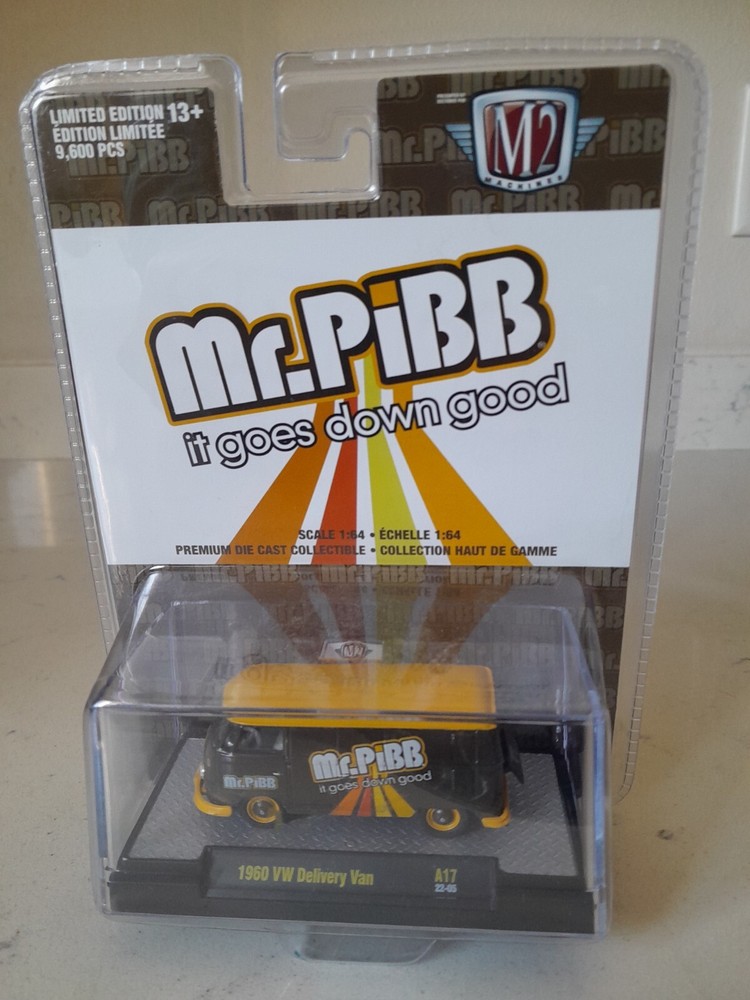 LIMITED EDITION 13+
ÉDITION LIMITÉE
9,600 PCS
M2
MACHINES
Mr.PiBB
it goes down good
SCALE 1:64 • ÉCHELLE 1:64
PREMIUM DIE CAST COLLECTIBLE • COLLECTION HAUT DE GAMME
Mr.PiBB
Mr.PiBB
it goes down good
1960 VW Delivery Van A17
22-05